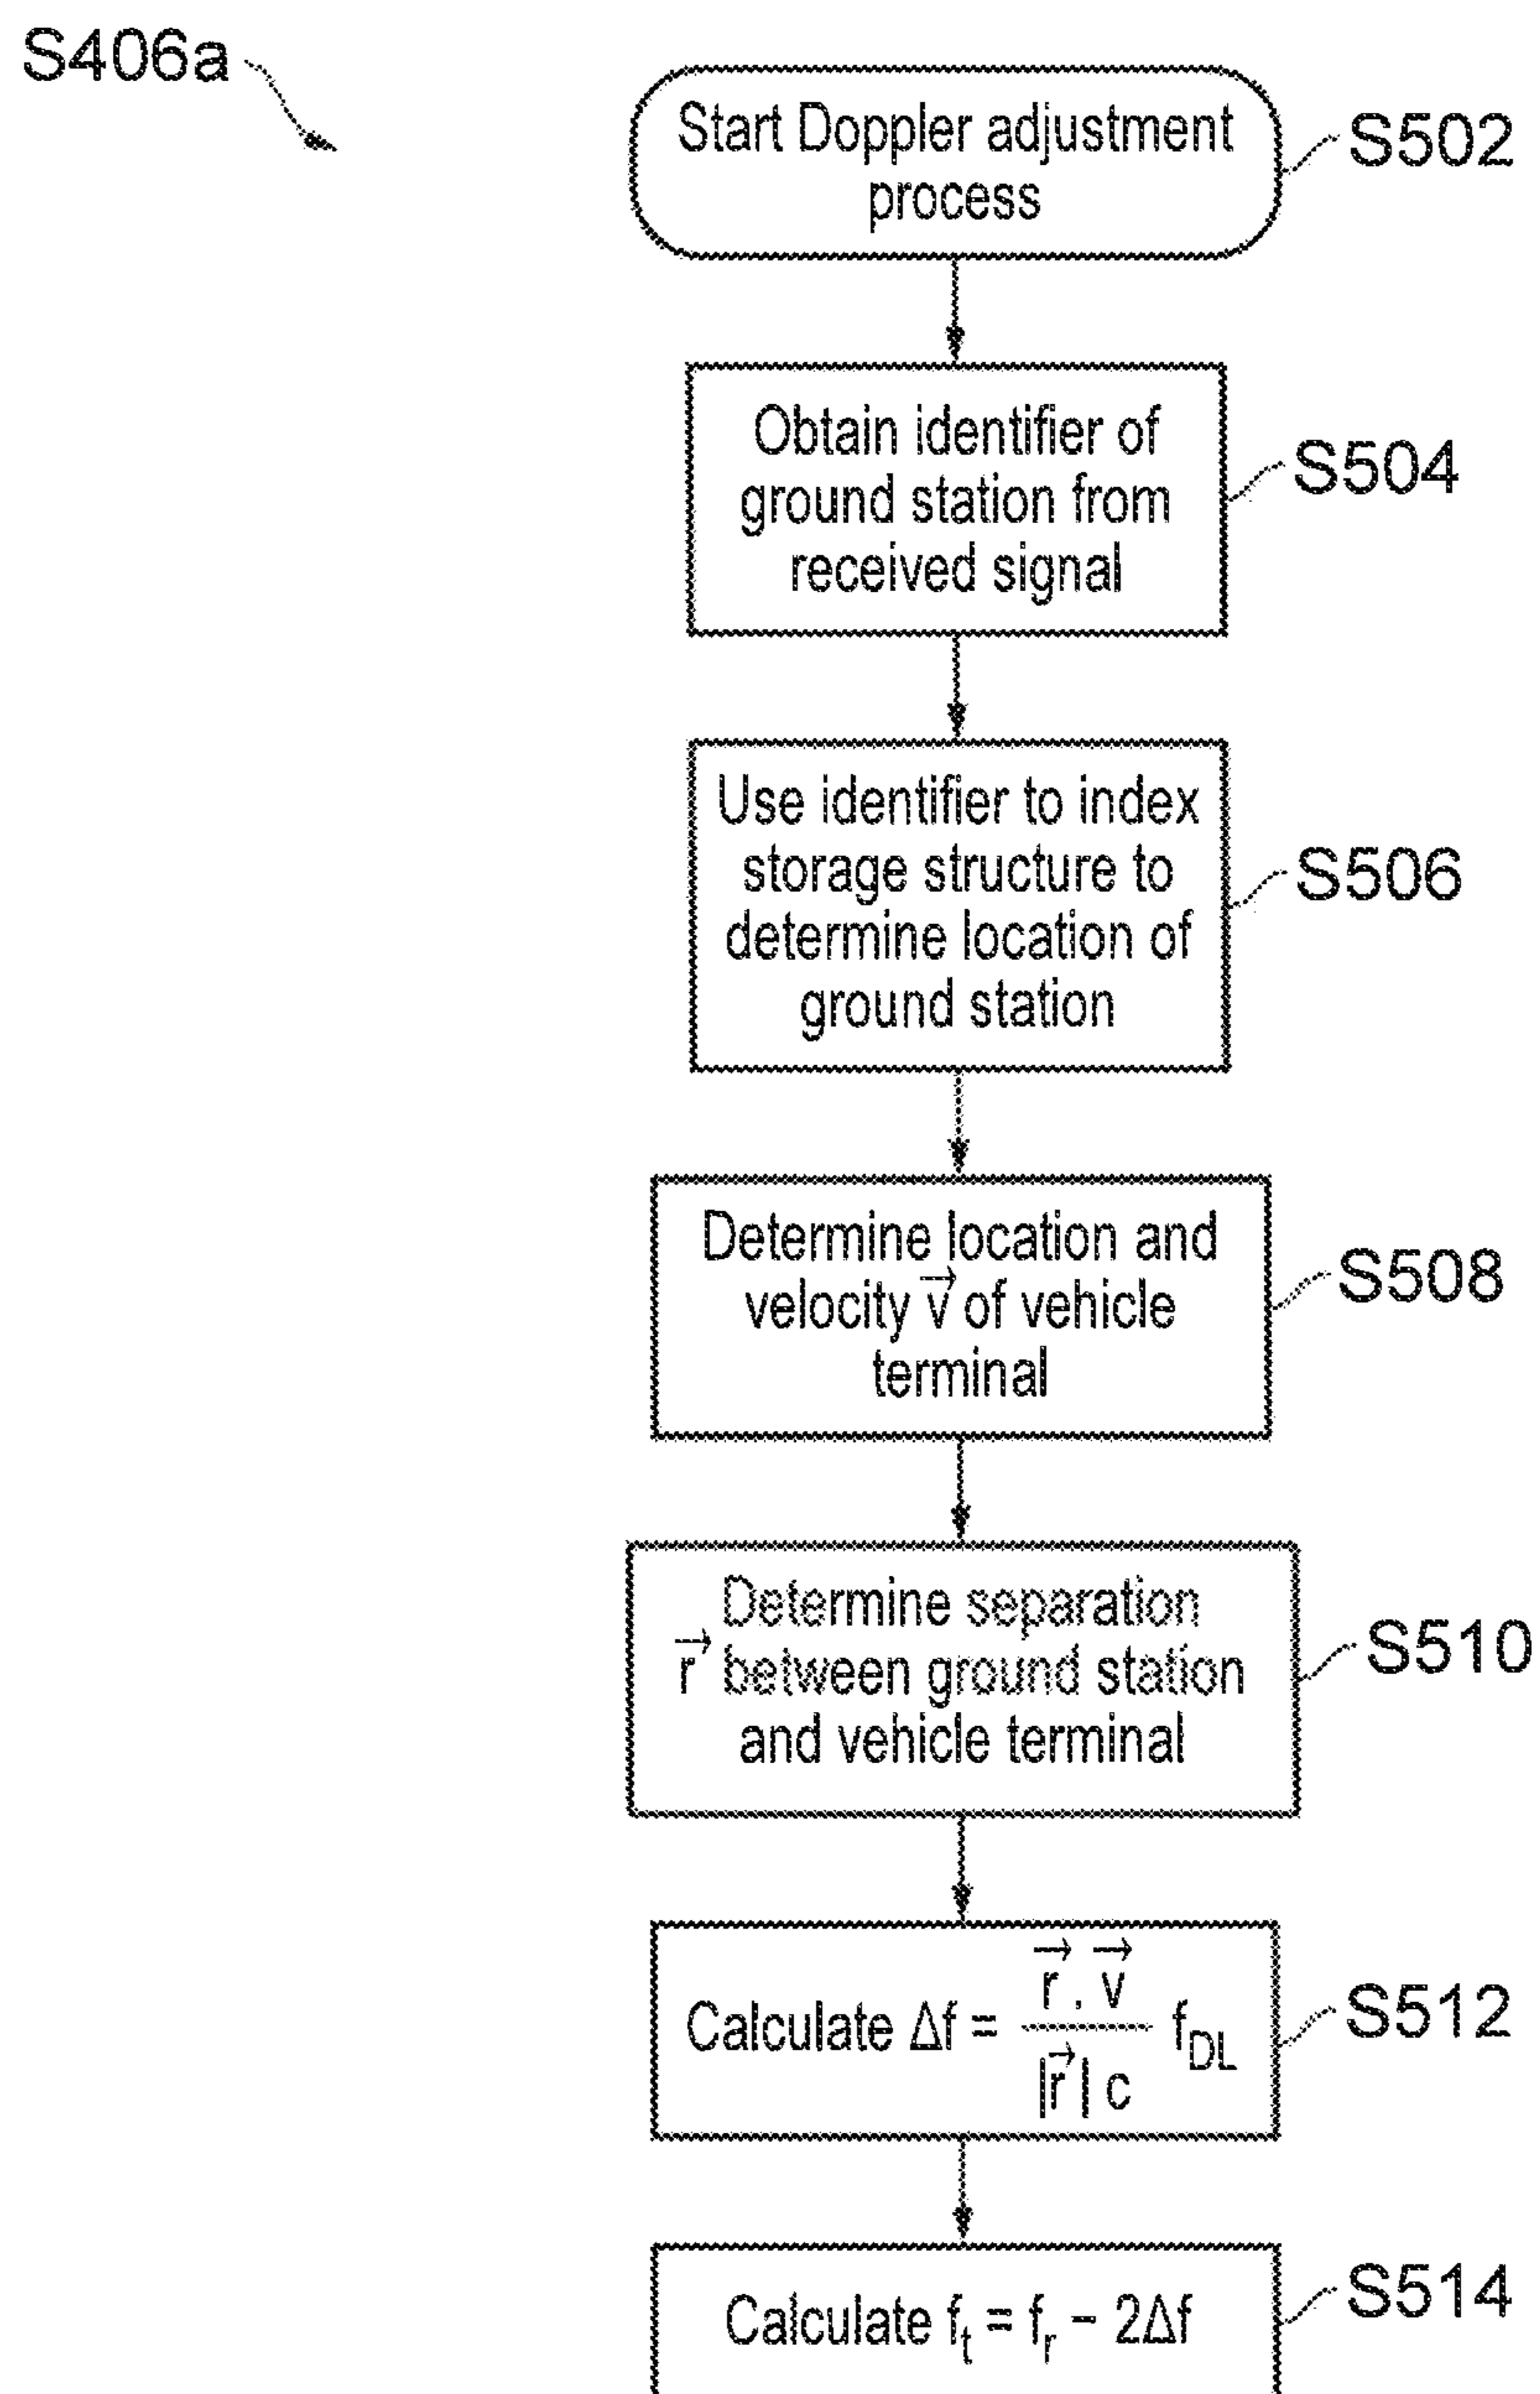 S406a
Start Doppler adjustment
process
S502
Obtain identifier of
ground station from
received signal
S504
Use identifier to index
storage structure to
determine location of
ground station
S506
Determine location and
velocity v⃗ of vehicle
terminal
S508
Determine separation
r⃗ between ground station
and vehicle terminal
S510
Calculate Δf = (r⃗ . v⃗ / |r⃗| c) f_DL
S512
Calculate f_t = f_r − 2Δf
S514